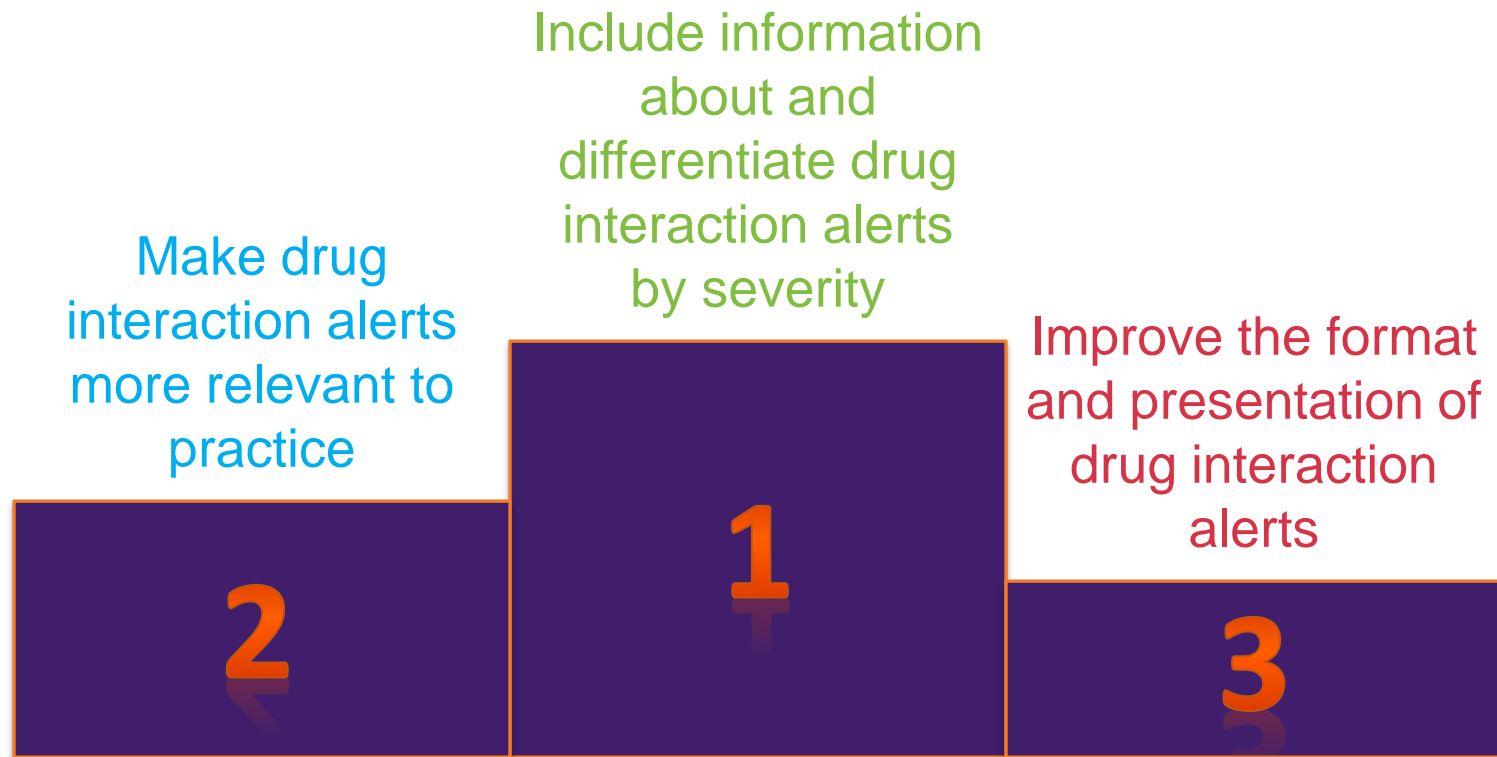 Include information
about and
differentiate drug
interaction alerts
by severity
Make drug
interaction alerts
more relevant to
practice
Improve the format
and presentation of
drug interaction
alerts
1
2
3